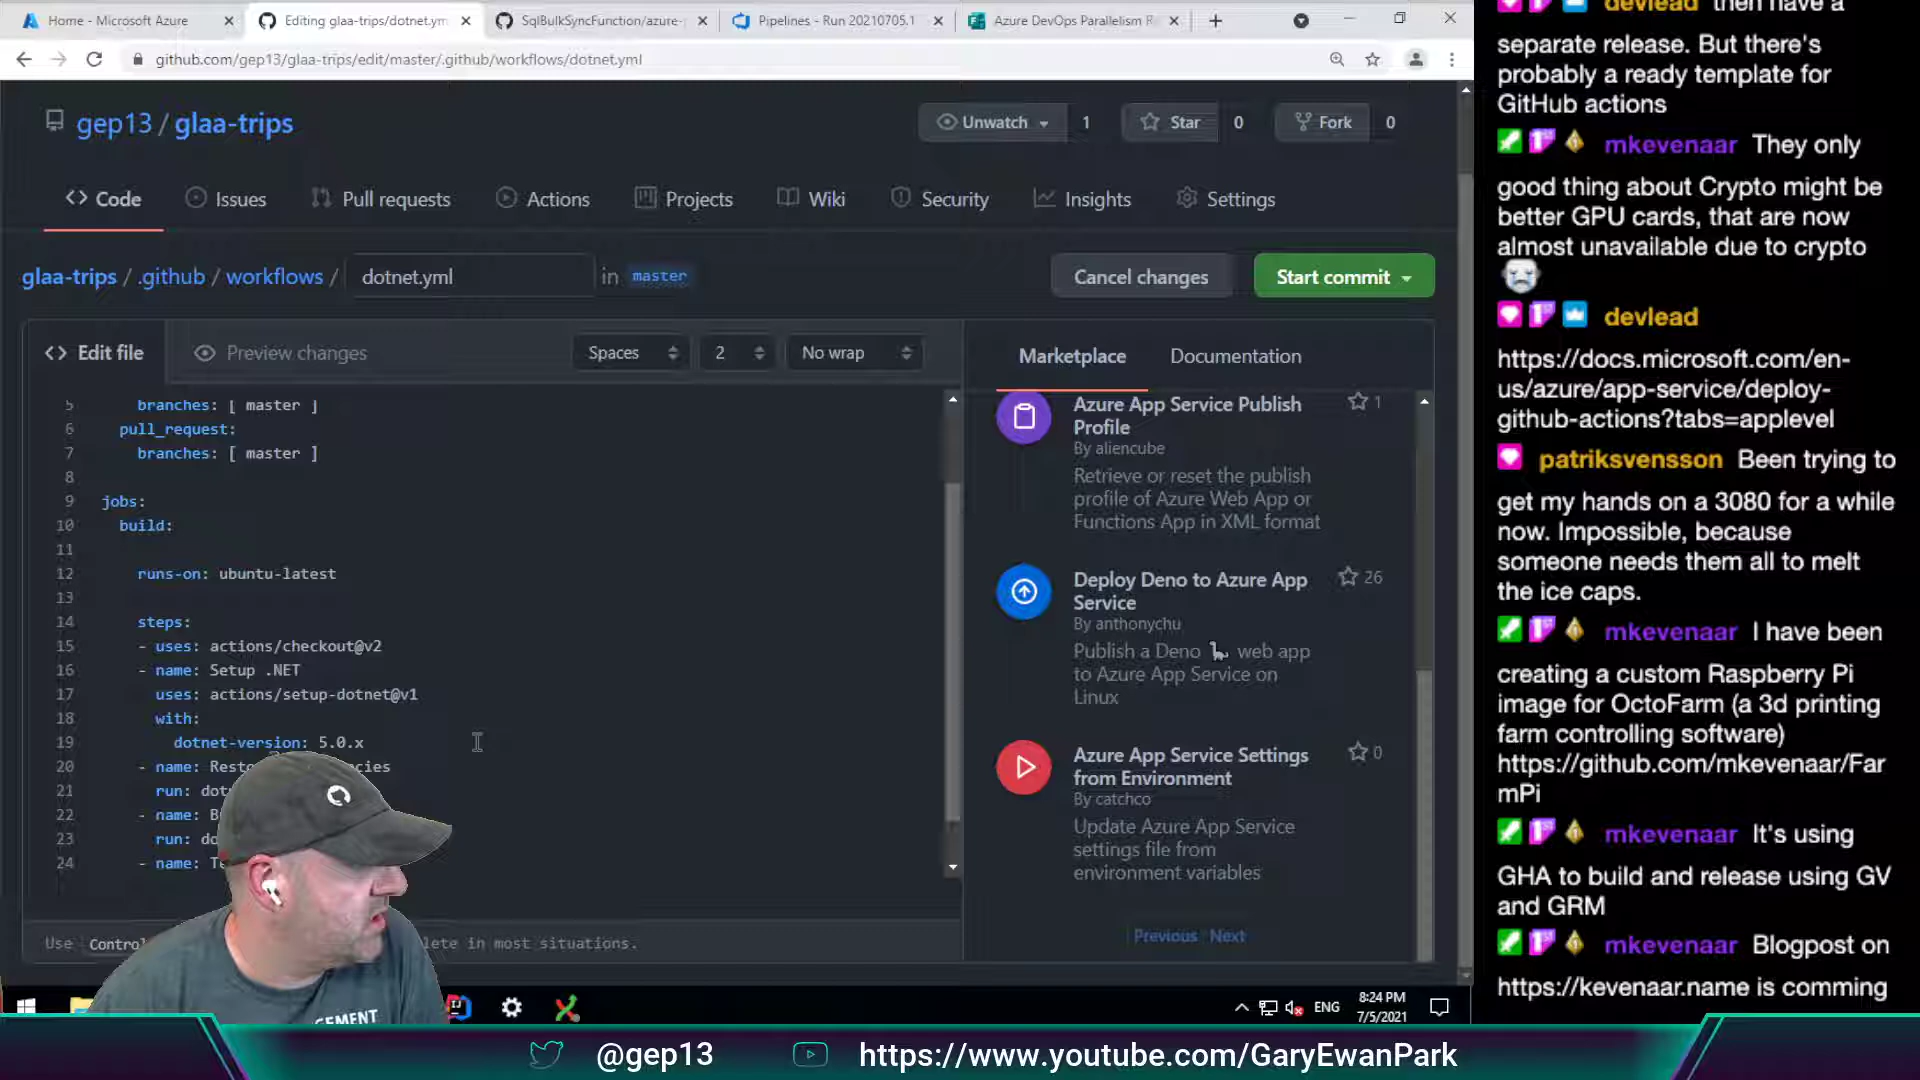 Home - Microsoft Azure
Editing glaa-trips/dotnet.ym
SqlBulkSyncFunction/azure-
Pipelines - Run 20210705.1
Azure DevOps Parallelism R
github.com/gep13/glaa-trips/edit/master/.github/workflows/dotnet.yml
gep13 / glaa-trips
Unwatch 1
Star 0
Fork 0
<> Code
Issues
Pull requests
Actions
Projects
Wiki
Security
Insights
Settings
glaa-trips / .github / workflows / dotnet.yml in master
Cancel changes
Start commit
<> Edit file
Preview changes
Spaces
2
No wrap
5 branches: [ master ]
6 pull_request:
7 branches: [ master ]
8
9 jobs:
10 build:
11
12 runs-on: ubuntu-latest
13
14 steps:
15 - uses: actions/checkout@v2
16 - name: Setup .NET
17 uses: actions/setup-dotnet@v1
18 with:
19 dotnet-version: 5.0.x
20 - name:
21 run:
22 - name:
23 run:
24 - name:
Use
in most situations.
Marketplace
Documentation
Azure App Service Publish
Profile
1
By aliencube
Retrieve or reset the publish
profile of Azure Web App or
Functions App in XML format
Deploy Deno to Azure App
Service
26
By anthonychu
Publish a Deno 🦕 web app
to Azure App Service on
Linux
Azure App Service Settings
from Environment
0
By catchco
Update Azure App Service
settings file from
environment variables
Previous Next
ENG
8:24 PM
7/5/2021
devlead then have a
separate release. But there's
probably a ready template for
GitHub actions
mkevenaar They only
good thing about Crypto might be
better GPU cards, that are now
almost unavailable due to crypto
devlead
https://docs.microsoft.com/en-
us/azure/app-service/deploy-
github-actions?tabs=applevel
patriksvensson Been trying to
get my hands on a 3080 for a while
now. Impossible, because
someone needs them all to melt
the ice caps.
mkevenaar I have been
creating a custom Raspberry Pi
image for OctoFarm (a 3d printing
farm controlling software)
https://github.com/mkevenaar/Far
mPi
mkevenaar It's using
GHA to build and release using GV
and GRM
mkevenaar Blogpost on
https://kevenaar.name is comming
@gep13
https://www.youtube.com/GaryEwanPark